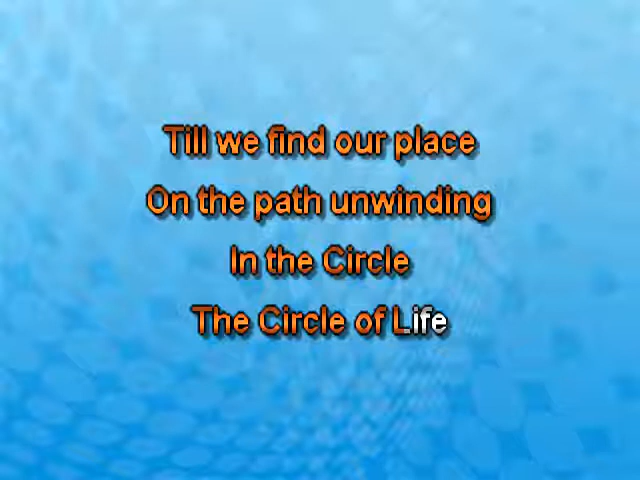 Till we find our place
On the path unwinding
In the Circle
The Circle of Life